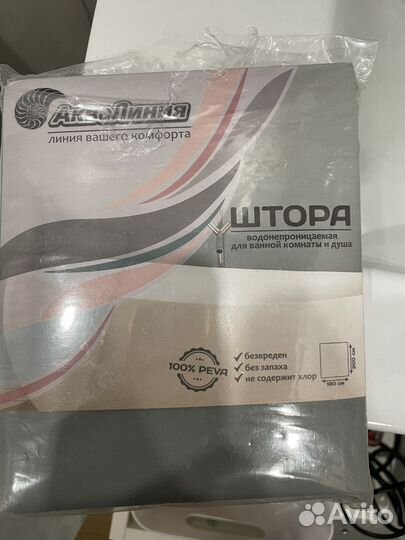 АкваЛиния
линия вашего комфорта
ШТОРА
водонепроницаемая
для ванной комнаты и душа
100% PEVA
безвреден
без запаха
не содержит хлор
200 см
180 см
Avito